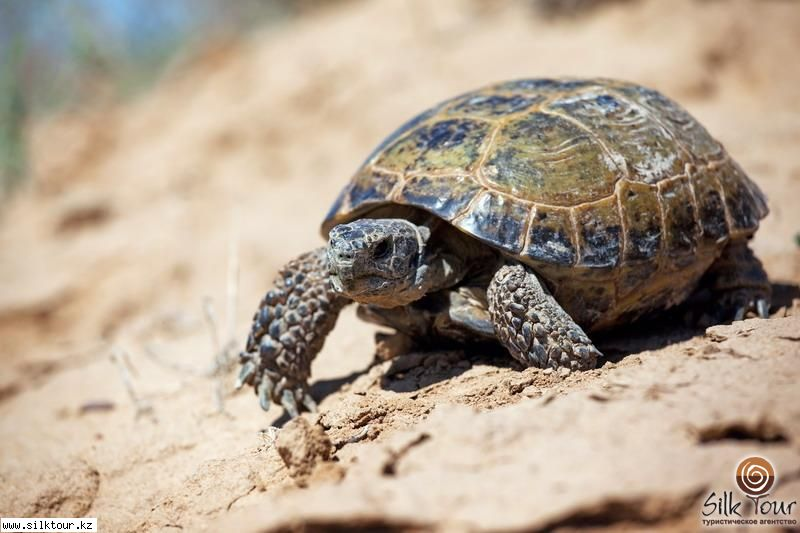 www.silktour.kz
Silk Tour
туристическое агентство